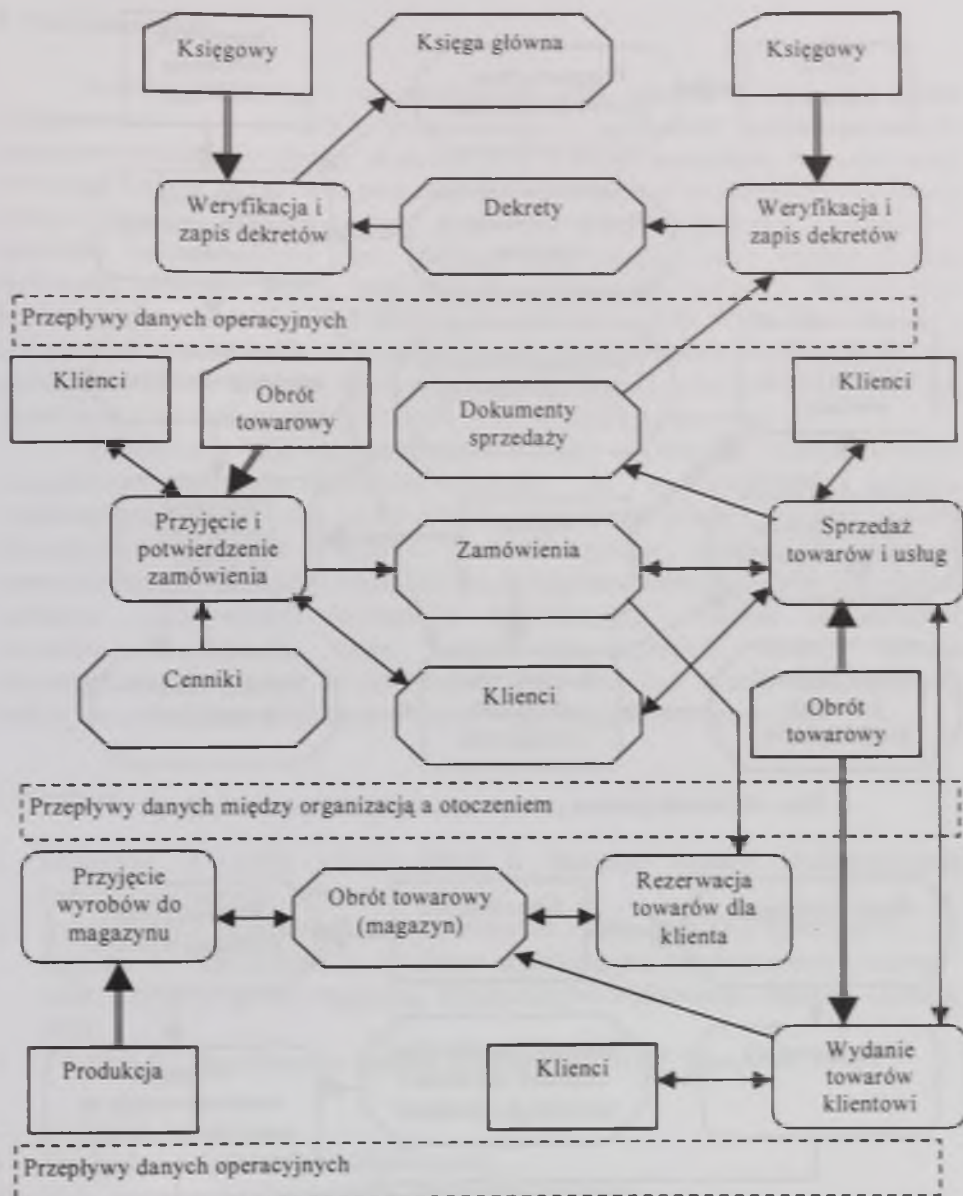 Księgowy
Księga główna
Księgowy
Weryfikacja i
zapis dekretów
Dekrety
Weryfikacja i
zapis dekretów
Przepływy danych operacyjnych
Klienci
Obrót
towarowy
Dokumenty
sprzedaży
Klienci
Przyjęcie i
potwierdzenie
zamówienia
Zamówienia
Sprzedaż
towarów i usług
Cenniki
Klienci
Obrót
towarowy
Przepływy danych między organizacją a otoczeniem
Przyjęcie
wyrobów do
magazynu
Obrót towarowy
(magazyn)
Rezerwacja
towarów dla
klienta
Produkcja
Klienci
Wydanie
towarów
klientowi
Przepływy danych operacyjnych